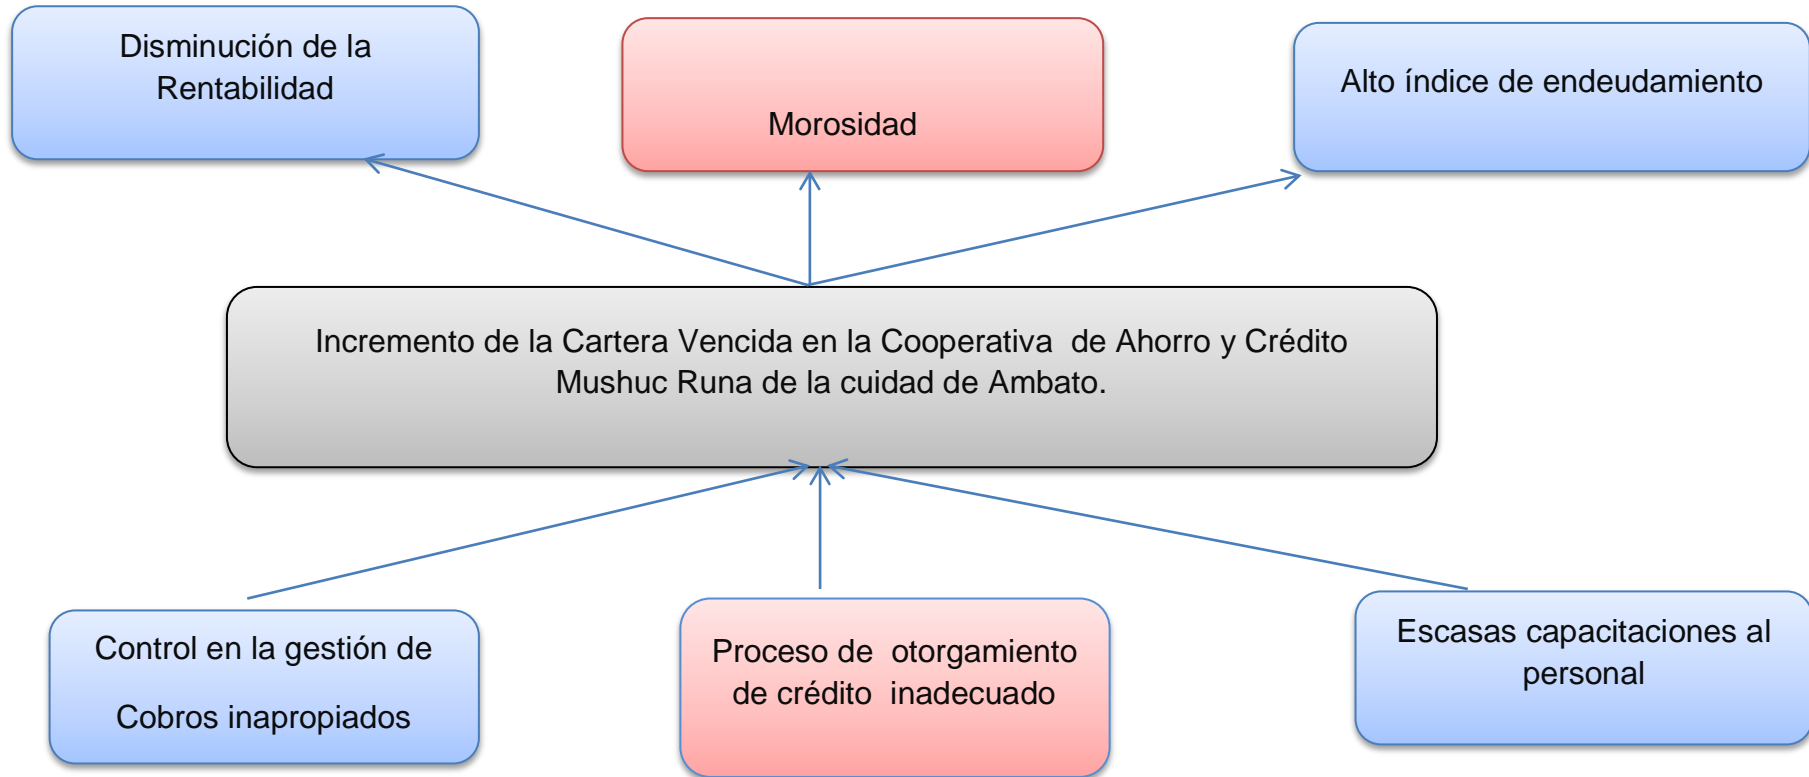 Disminución de la
Rentabilidad
Morosidad
Alto índice de endeudamiento
Incremento de la Cartera Vencida en la Cooperativa  de Ahorro y Crédito
Mushuc Runa de la cuidad de Ambato.
Control en la gestión de
Cobros inapropiados
Proceso de  otorgamiento
de crédito  inadecuado
Escasas capacitaciones al
personal